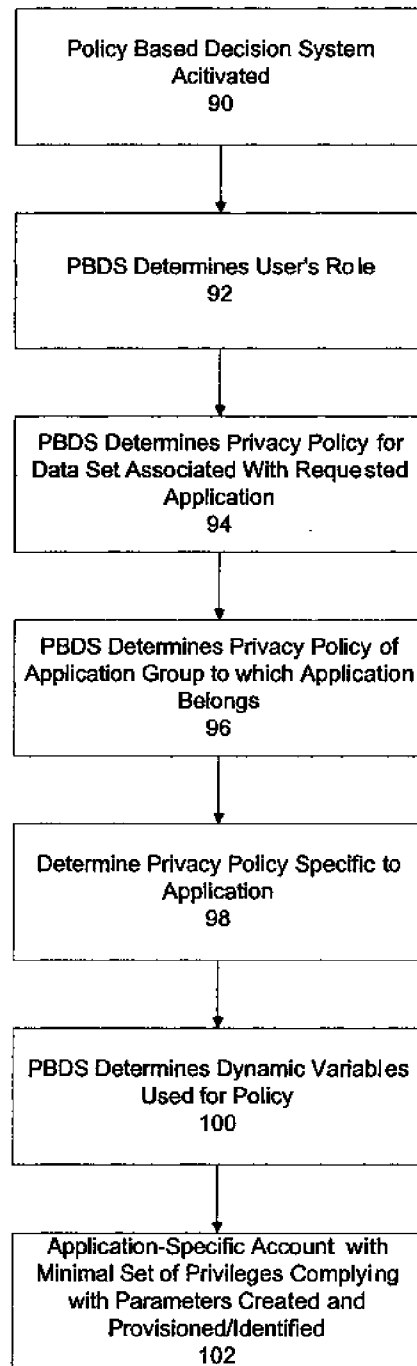 Policy Based Decision System
Acitivated
90
PBDS Determines User's Role
92
PBDS Determines Privacy Policy for
Data Set Associated With Requested
Application
94
PBDS Determines Privacy Policy of
Application Group to which Application
Belongs
96
Determine Privacy Policy Specific to
Application
98
PBDS Determines Dynamic Variables
Used for Policy
100
Application-Specific Account with
Minimal Set of Privileges Complying
with Parameters Created and
Provisioned/Identified
102